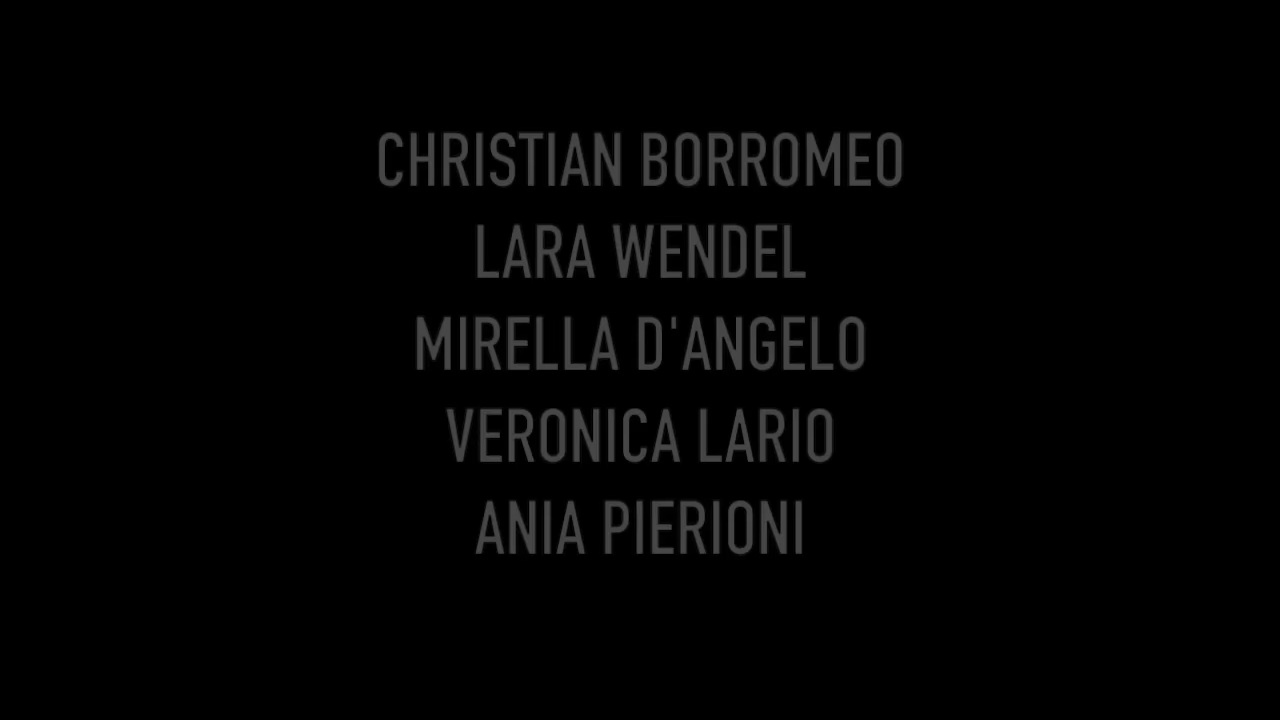 CHRISTIAN BORROMEO
LARA WENDEL
MIRELLA D'ANGELO
VERONICA LARIO
ANIA PIERIONI